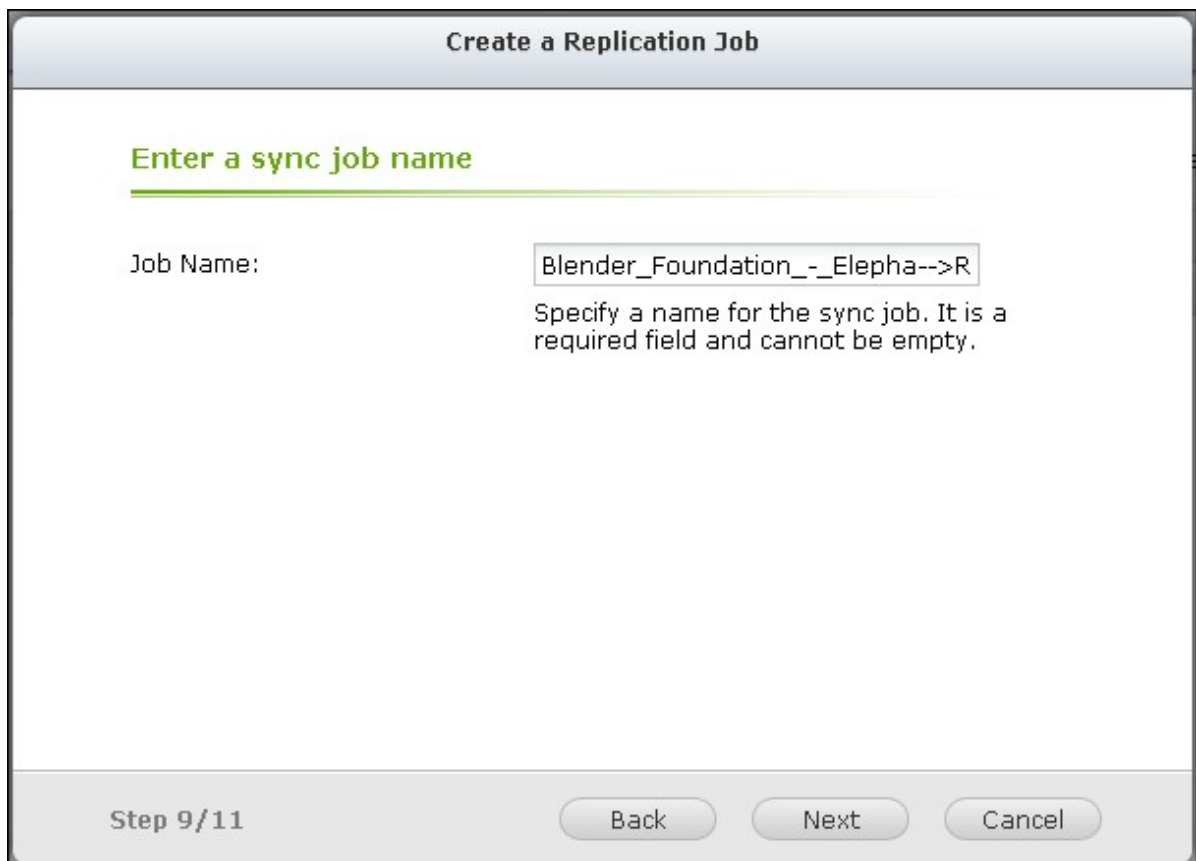 Create a Replication Job
Enter a sync job name
Job Name:
Blender_Foundation_-_Elepha-->R
Specify a name for the sync job. It is a
required field and cannot be empty.
Step 9/11
Back
Next
Cancel